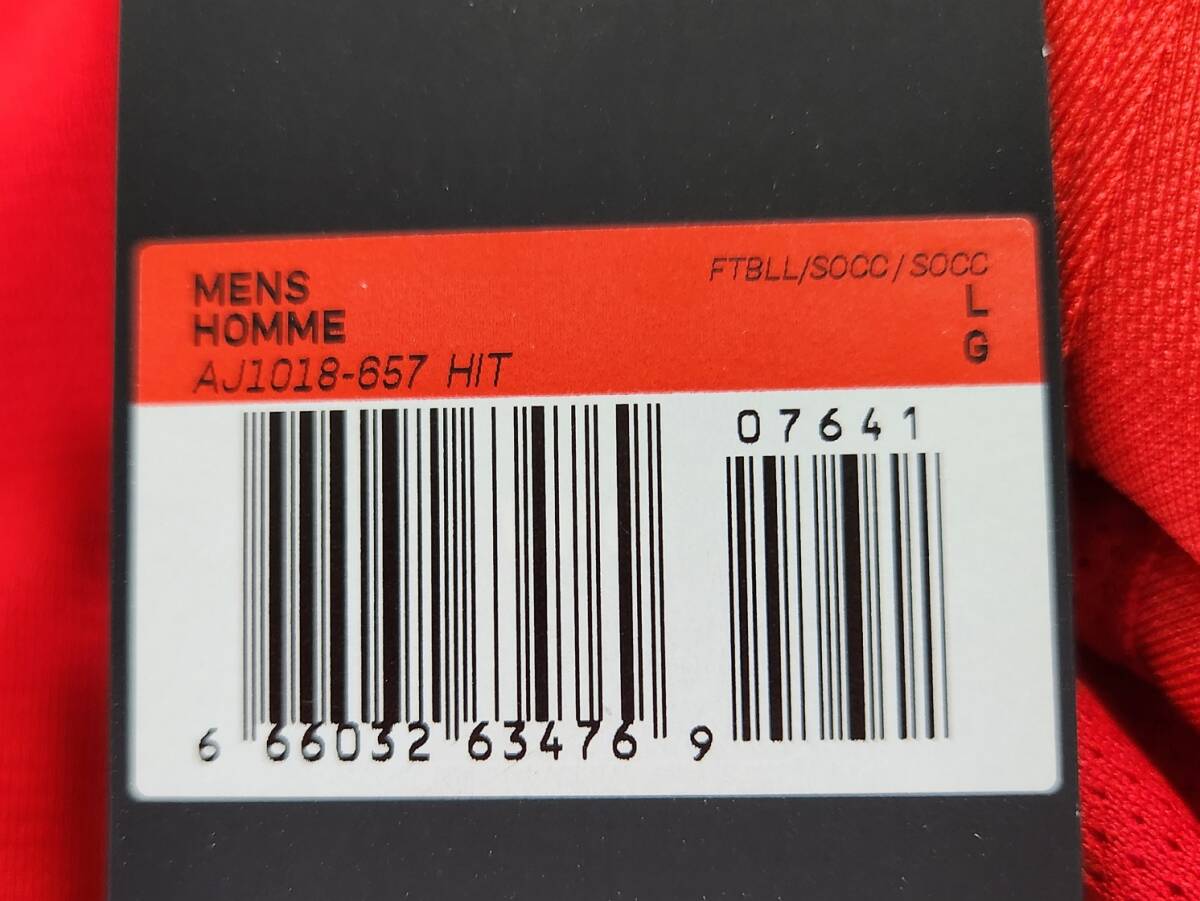 MENS
HOMME
AJ1018-657 HIT
FTBLL/SOCC/SOCC
L
G
07641
6 66032 63476 9